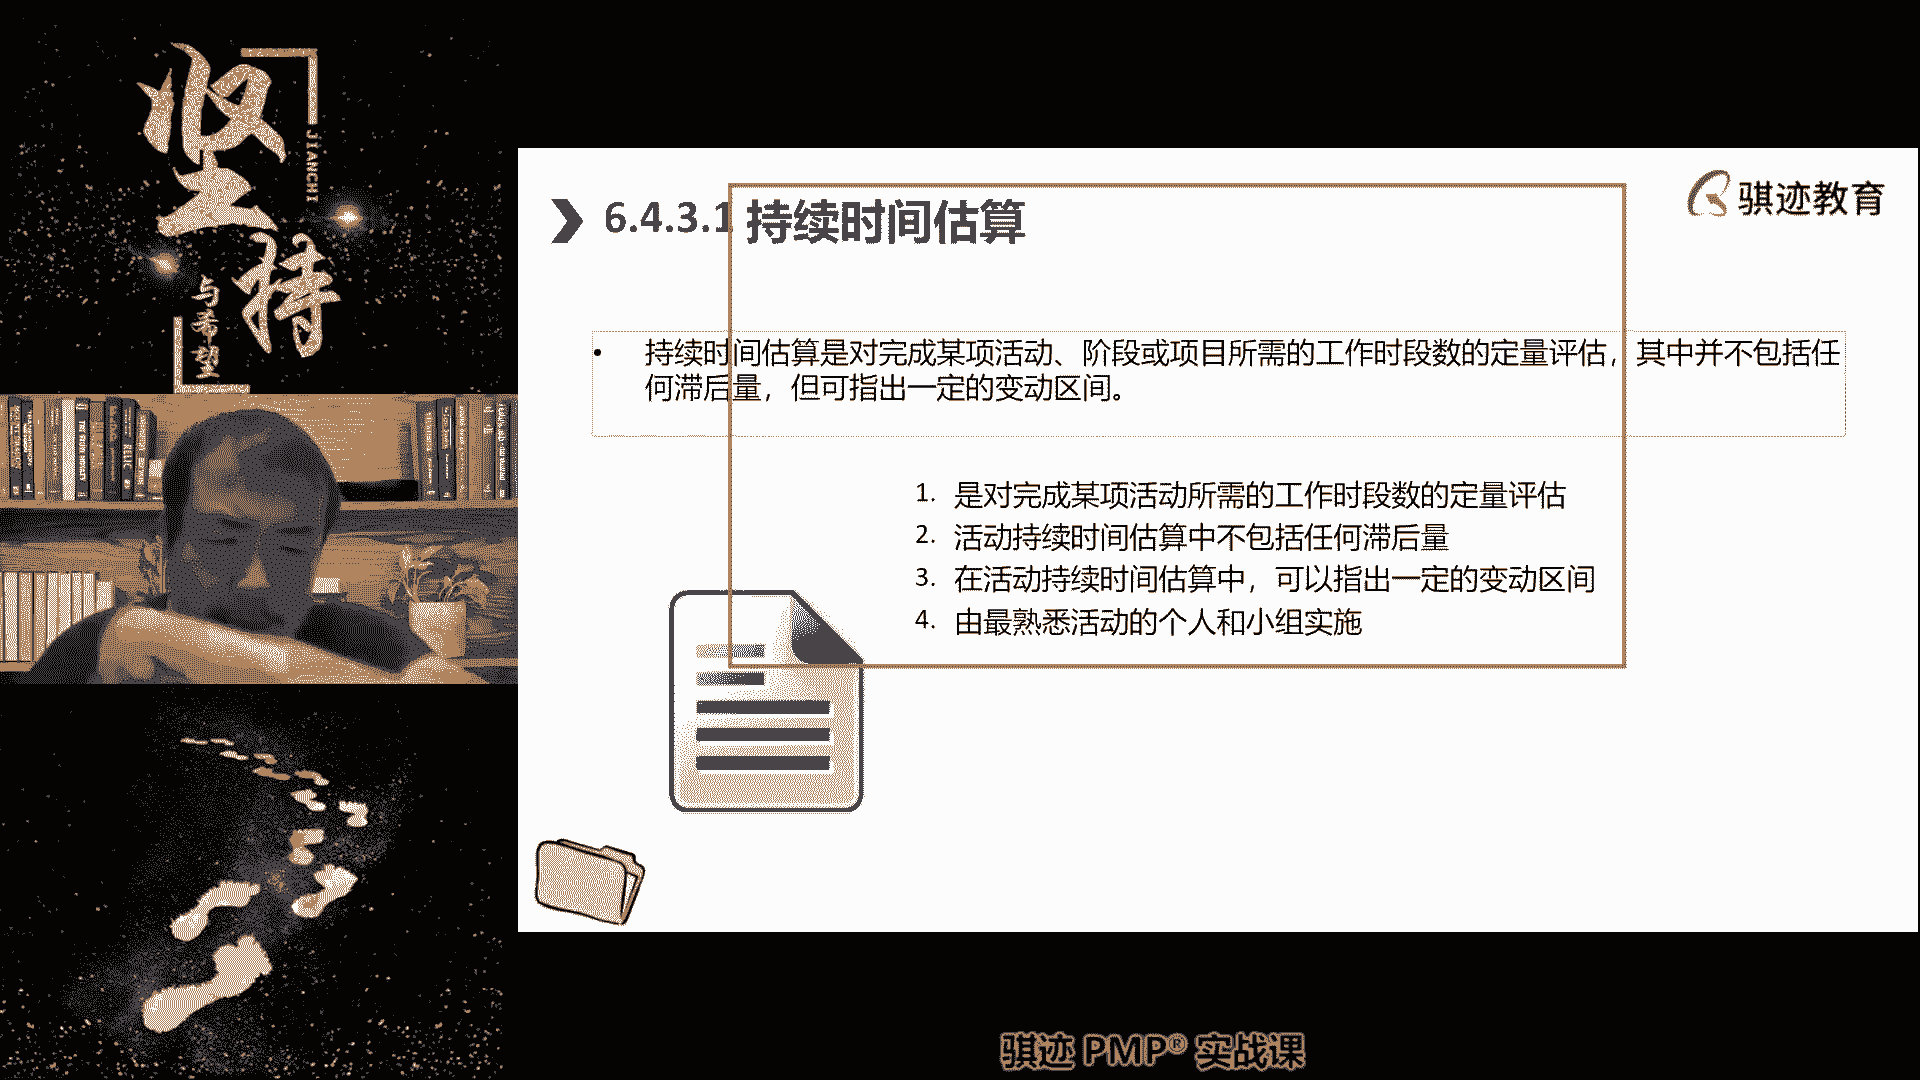 坚持
JIANCHI
与希望
6.4.3.1 持续时间估算
骐迹教育
• 持续时间估算是对完成某项活动、阶段或项目所需的工作时段数的定量评估，其中并不包括任
何滞后量，但可指出一定的变动区间。
1. 是对完成某项活动所需的工作时段数的定量评估
2. 活动持续时间估算中不包括任何滞后量
3. 在活动持续时间估算中，可以指出一定的变动区间
4. 由最熟悉活动的个人和小组实施
骐迹 PMP® 实战课